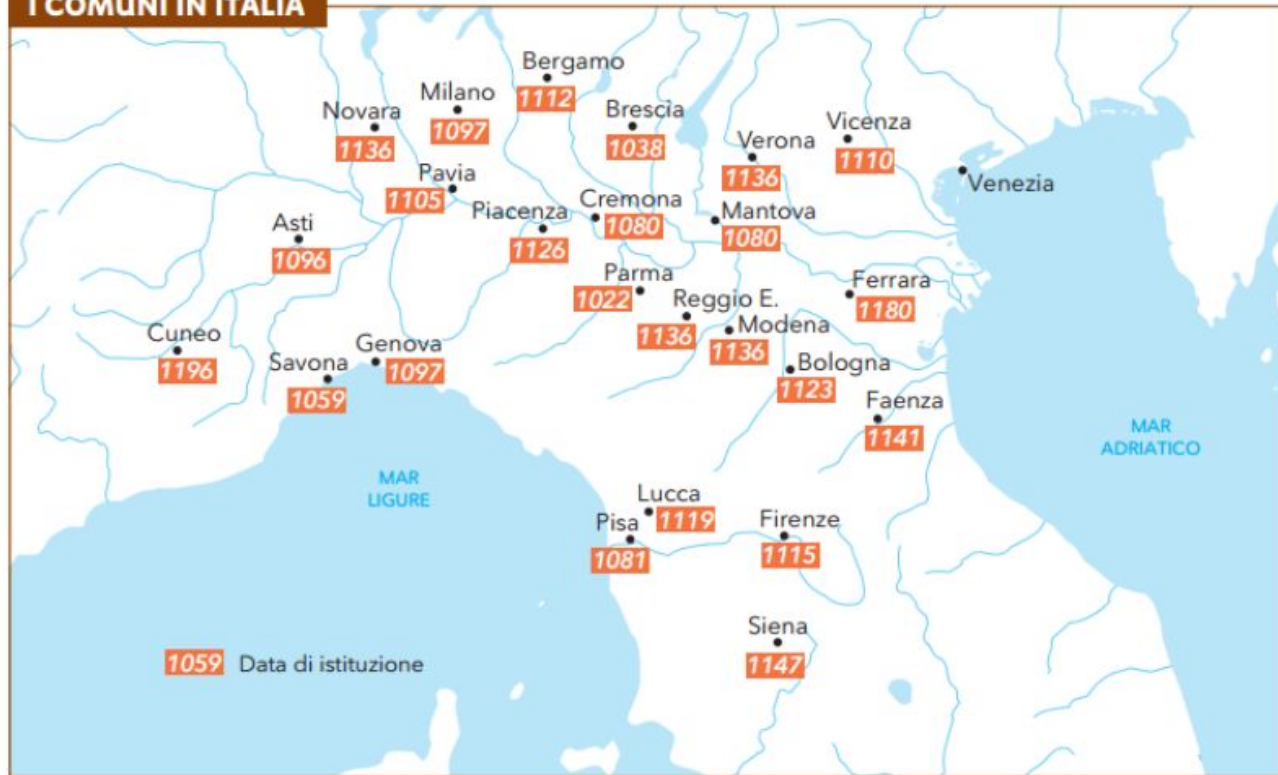 I COMUNI IN ITALIA
Bergamo
1112
Milano
1097
Novara
1136
Brescia
1038
Vicenza
1110
Verona
1136
Venezia
Pavia
1105
Cremona
1080
Piacenza
1126
Mantova
1080
Asti
1096
Parma
1022
Reggio E.
1136
Ferrara
1180
Modena
1136
Cuneo
1196
Genova
1097
Savona
1059
Bologna
1123
Faenza
1141
MAR
ADRIATICO
MAR
LIGURE
Lucca
1119
Pisa
1081
Firenze
1115
Siena
1147
1059 Data di istituzione